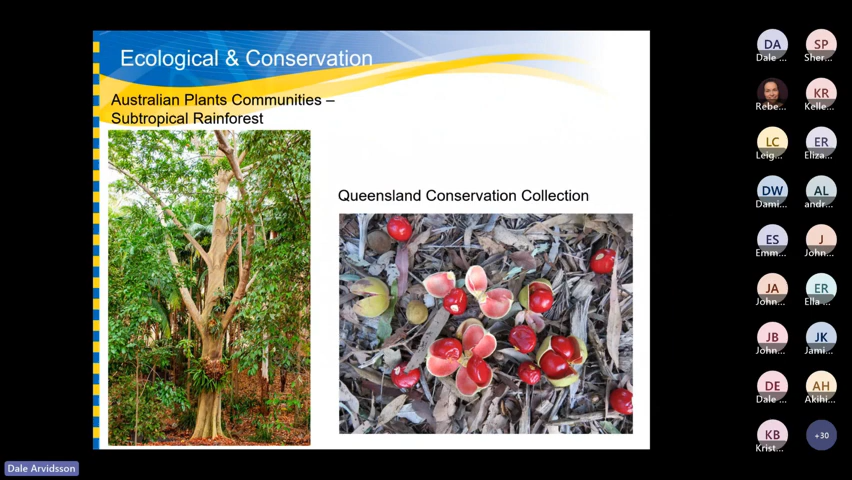 Ecological & Conservation
Australian Plants Communities –
Subtropical Rainforest
Queensland Conservation Collection
DA
Dale ...
SP
Sher...
Rebe...
KR
Kelle...
LC
Leig...
ER
Eliza...
DW
Dami...
AL
andr...
ES
Emm...
J
John...
JA
John...
ER
Ella ...
JB
John...
JK
Jami...
DE
Dale ...
AH
Akihi...
KB
Krist...
+30
Dale Arvidsson